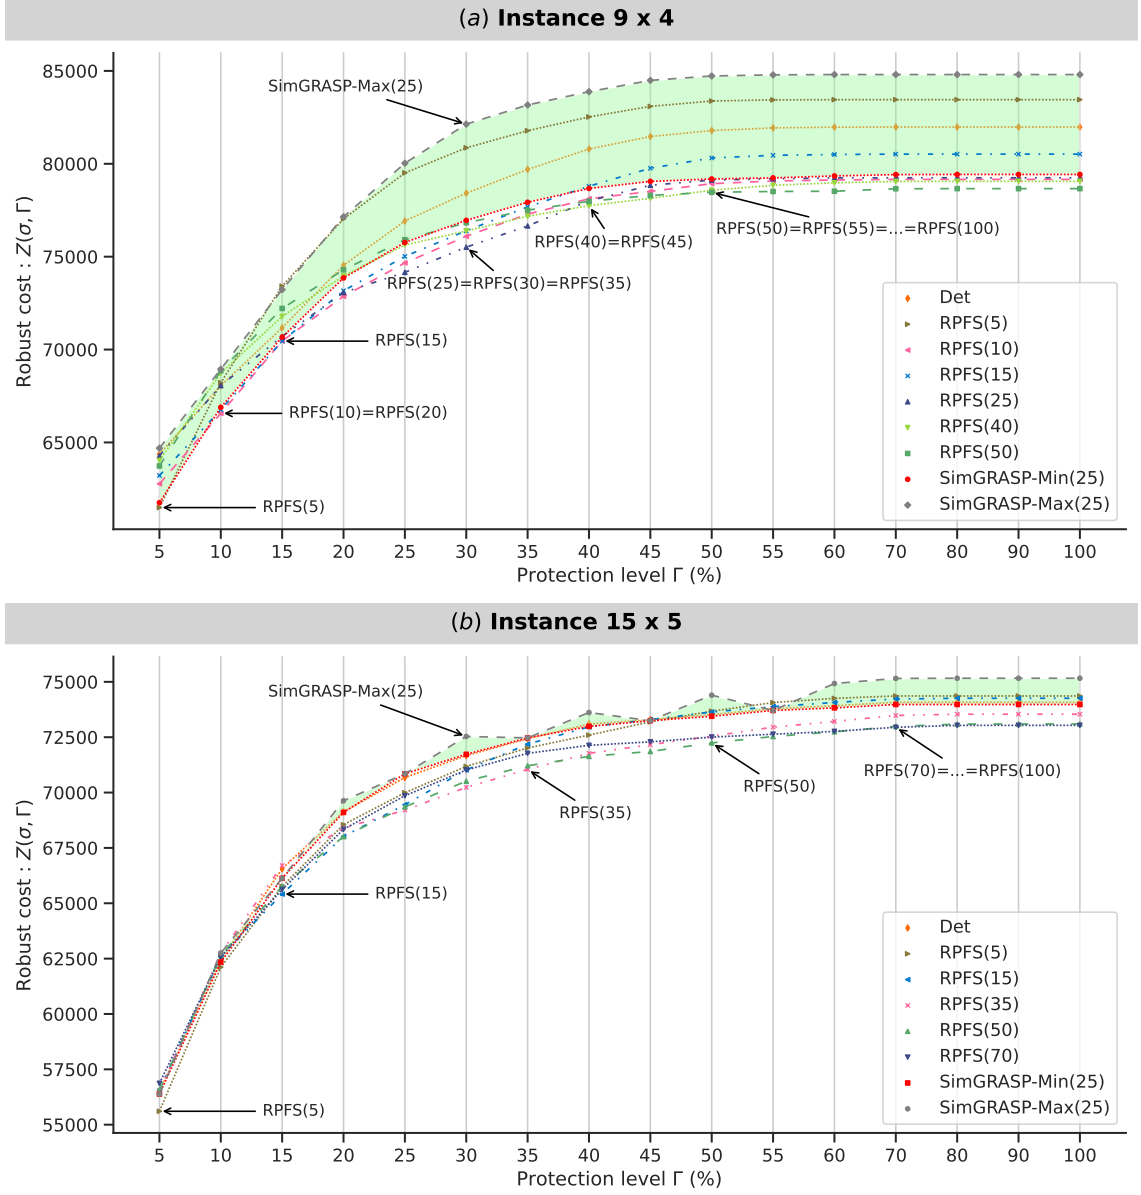 (a) Instance 9 x 4
Robust cost : Z(σ, Γ)
85000
80000
75000
70000
65000
SimGRASP-Max(25)
RPFS(50)=RPFS(55)=...=RPFS(100)
RPFS(40)=RPFS(45)
RPFS(25)=RPFS(30)=RPFS(35)
RPFS(15)
RPFS(10)=RPFS(20)
RPFS(5)
Det
RPFS(5)
RPFS(10)
RPFS(15)
RPFS(25)
RPFS(40)
RPFS(50)
SimGRASP-Min(25)
SimGRASP-Max(25)
5 10 15 20 25 30 35 40 45 50 55 60 70 80 90 100
Protection level Γ (%)
(b) Instance 15 x 5
Robust cost : Z(σ, Γ)
75000
72500
70000
67500
65000
62500
60000
57500
55000
SimGRASP-Max(25)
RPFS(70)=...=RPFS(100)
RPFS(50)
RPFS(35)
RPFS(15)
RPFS(5)
Det
RPFS(5)
RPFS(15)
RPFS(35)
RPFS(50)
RPFS(70)
SimGRASP-Min(25)
SimGRASP-Max(25)
5 10 15 20 25 30 35 40 45 50 55 60 70 80 90 100
Protection level Γ (%)